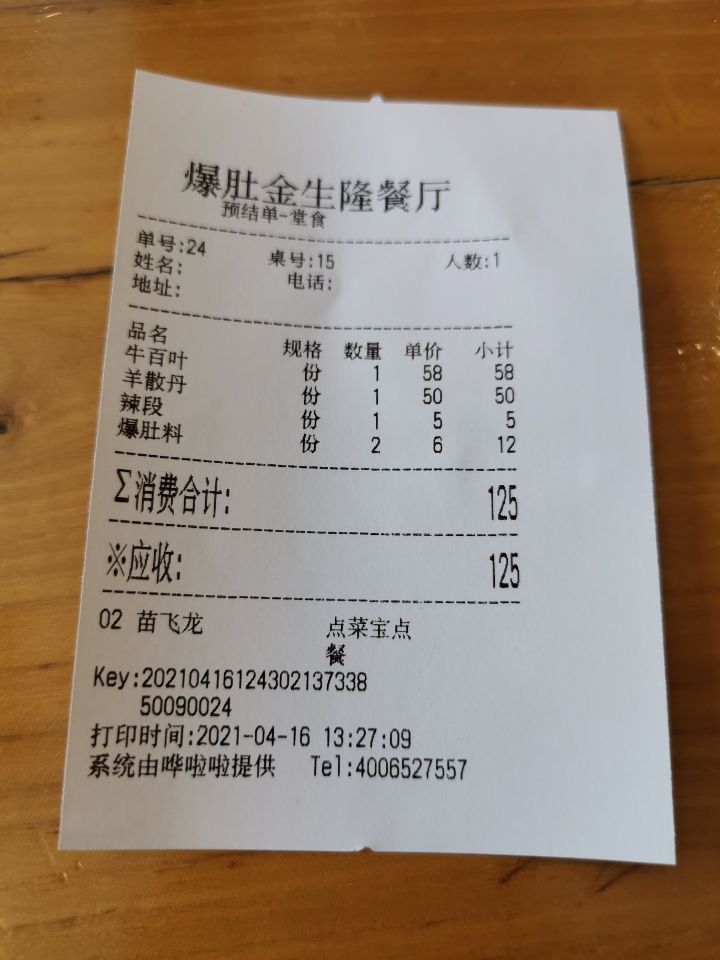 爆肚金生隆餐厅
预结单-堂食
单号:24 桌号:15 人数:1
姓名: 电话:
地址:
品名 规格 数量 单价 小计
牛百叶 份 1 58 58
羊散丹 份 1 50 50
辣段 份 1 5 5
爆肚料 份 2 6 12
Σ消费合计: 125
※应收: 125
02 苗飞龙 点菜宝点
餐
Key:20210416124302137338
50090024
打印时间:2021-04-16 13:27:09
系统由哗啦啦提供 Tel:4006527557